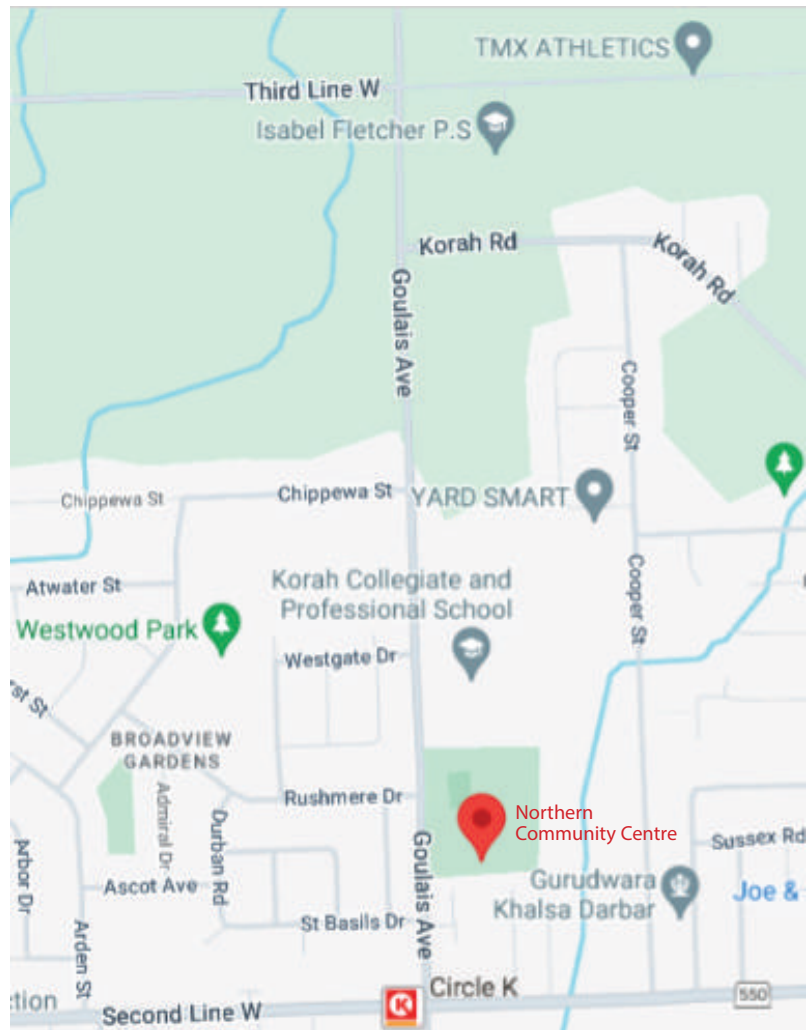 TMX ATHLETICS
Third Line W
Isabel Fletcher P.S
Korah Rd
Korah Rd
Goulais Ave
Cooper St
Chippewa St
Chippewa St
YARD SMART
Korah Collegiate and
Professional School
Atwater St
Cooper St
Westwood Park
Westgate Dr
BROADVIEW
GARDENS
Rushmere Dr
Admiral Dr
Durban Rd
Northern
Community Centre
Sussex Rd
Arbor Dr
Ascot Ave
Goulais Ave
Gurudwara
Khalsa Darbar
Joe &
St Basils Dr
Arden St
Circle K
K
550
Second Line W